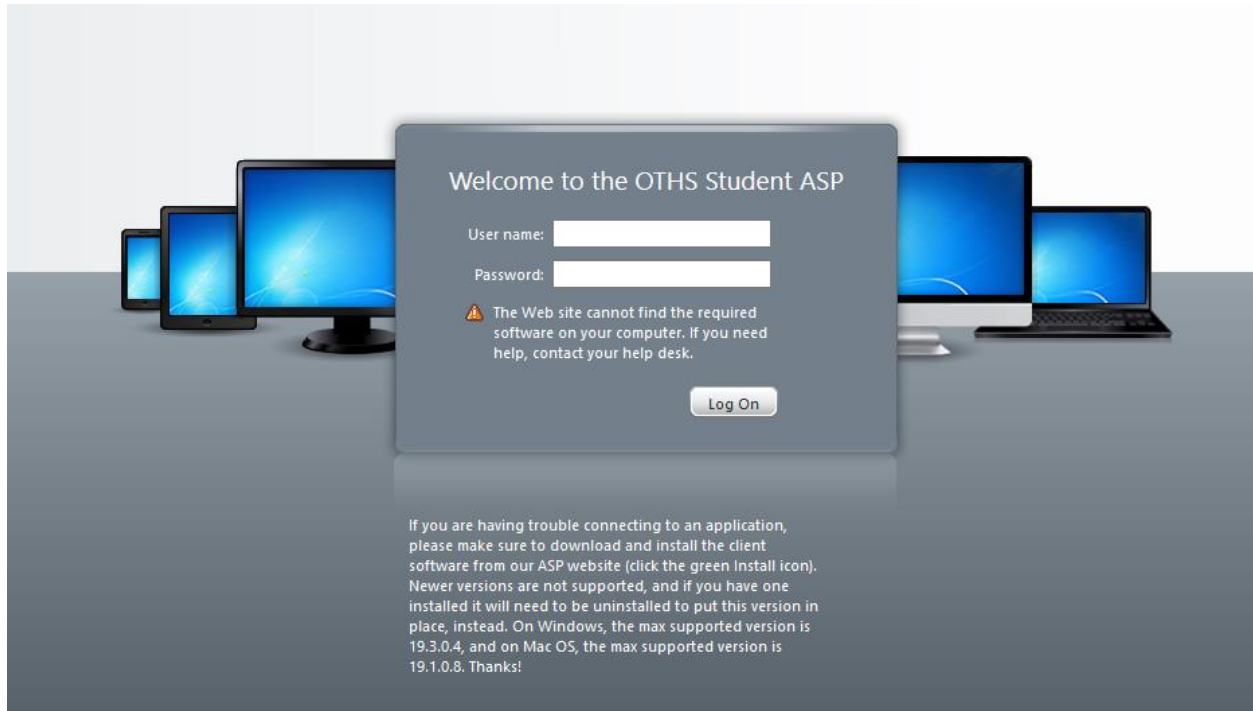 Welcome to the OTHS Student ASP
User name:
Password:
The Web site cannot find the required
software on your computer. If you need
help, contact your help desk.
Log On
If you are having trouble connecting to an application,
please make sure to download and install the client
software from our ASP website (click the green Install icon).
Newer versions are not supported, and if you have one
installed it will need to be uninstalled to put this version in
place, instead. On Windows, the max supported version is
19.3.0.4, and on Mac OS, the max supported version is
19.1.0.8. Thanks!